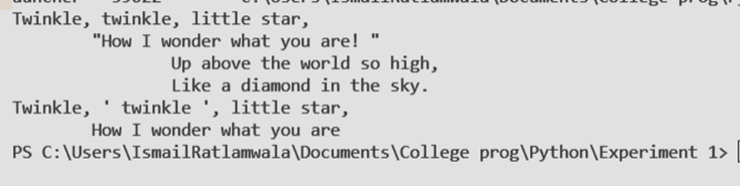 Twinkle, twinkle, little star,
"How I wonder what you are! "
Up above the world so high,
Like a diamond in the sky.
Twinkle, ' twinkle ', little star,
How I wonder what you are
PS C:\Users\IsmailRatlamwala\Documents\College prog\Python\Experiment 1>